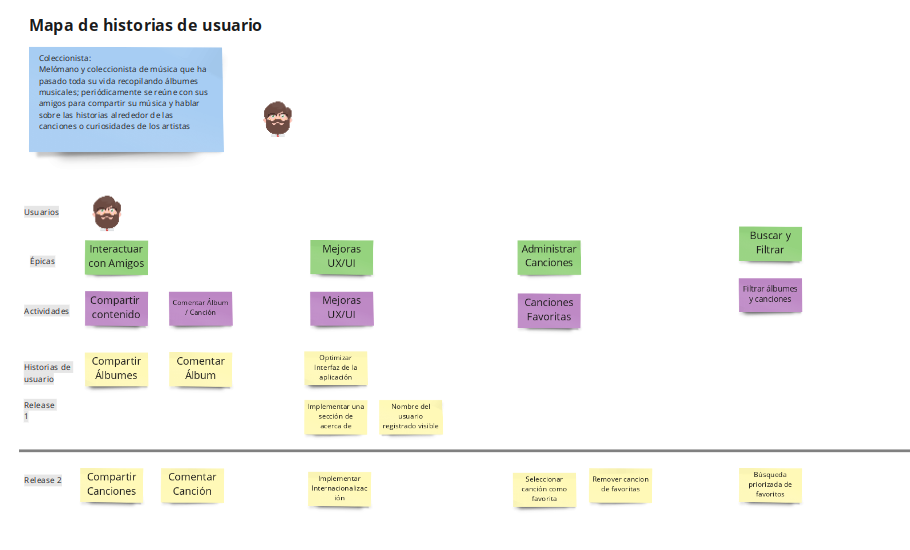 Mapa de historias de usuario
Coleccionista:
Melómano y coleccionista de música que ha
pasado toda su vida recopilando álbumes
musicales; periódicamente se reúne con sus
amigos para compartir su música y hablar
sobre las historias alrededor de las
canciones o curiosidades de los artistas
Usuarios
Épicas
Interactuar
con Amigos
Mejoras
UX/UI
Administrar
Canciones
Buscar y
Filtrar
Actividades
Compartir
contenido
Comentar Álbum
/ Canción
Mejoras
UX/UI
Canciones
Favoritas
Filtrar álbumes
y canciones
Historias de
usuario
Compartir
Álbumes
Comentar
Álbum
Optimizar
Interfaz de la
aplicación
Release
1
Implementar una
sección de
acerca de
Nombre del
usuario
registrado visible
Release 2
Compartir
Canciones
Comentar
Canción
Implementar
Internacionalizac
ión
Seleccionar
canción como
favorita
Remover cancion
de favoritas
Búsqueda
priorizada de
favoritos